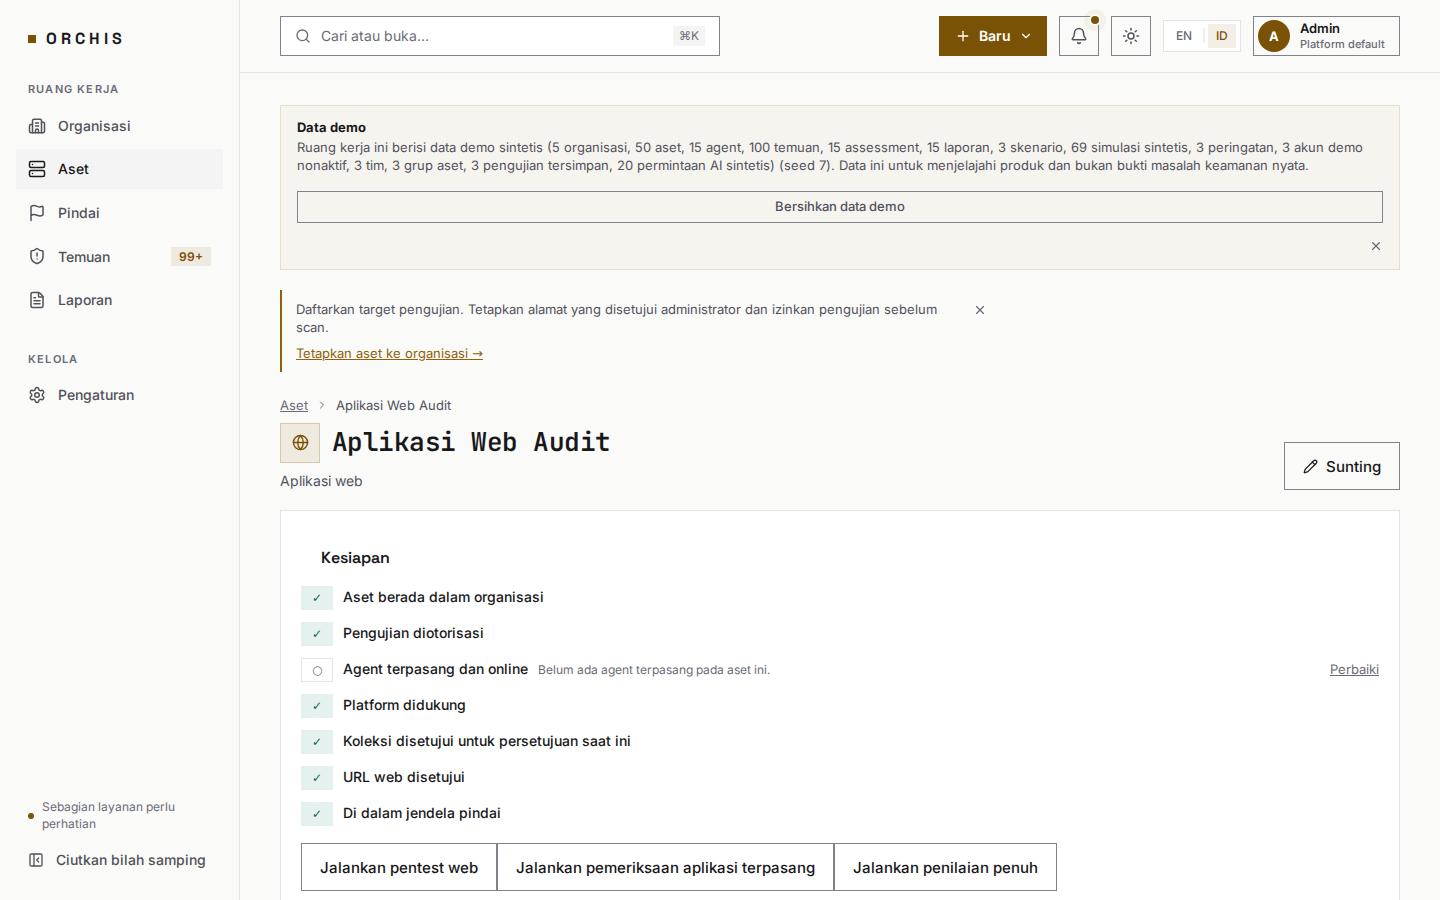 ORCHIS
RUANG KERJA
Organisasi
Aset
Pindai
Temuan
99+
Laporan
KELOLA
Pengaturan
Sebagian layanan perlu
perhatian
Ciutkan bilah samping
Cari atau buka...
⌘K
+ Baru
EN
ID
A
Admin
Platform default
Data demo
Ruang kerja ini berisi data demo sintetis (5 organisasi, 50 aset, 15 agent, 100 temuan, 15 assessment, 15 laporan, 3 skenario, 69 simulasi sintetis, 3 peringatan, 3 akun demo
nonaktif, 3 tim, 3 grup aset, 3 pengujian tersimpan, 20 permintaan AI sintetis) (seed 7). Data ini untuk menjelajahi produk dan bukan bukti masalah keamanan nyata.
Bersihkan data demo
Daftarkan target pengujian. Tetapkan alamat yang disetujui administrator dan izinkan pengujian sebelum
scan.
Tetapkan aset ke organisasi →
Aset > Aplikasi Web Audit
Aplikasi Web Audit
Aplikasi web
Sunting
Kesiapan
✓ Aset berada dalam organisasi
✓ Pengujian diotorisasi
○ Agent terpasang dan online Belum ada agent terpasang pada aset ini. Perbaiki
✓ Platform didukung
✓ Koleksi disetujui untuk persetujuan saat ini
✓ URL web disetujui
✓ Di dalam jendela pindai
Jalankan pentest web
Jalankan pemeriksaan aplikasi terpasang
Jalankan penilaian penuh